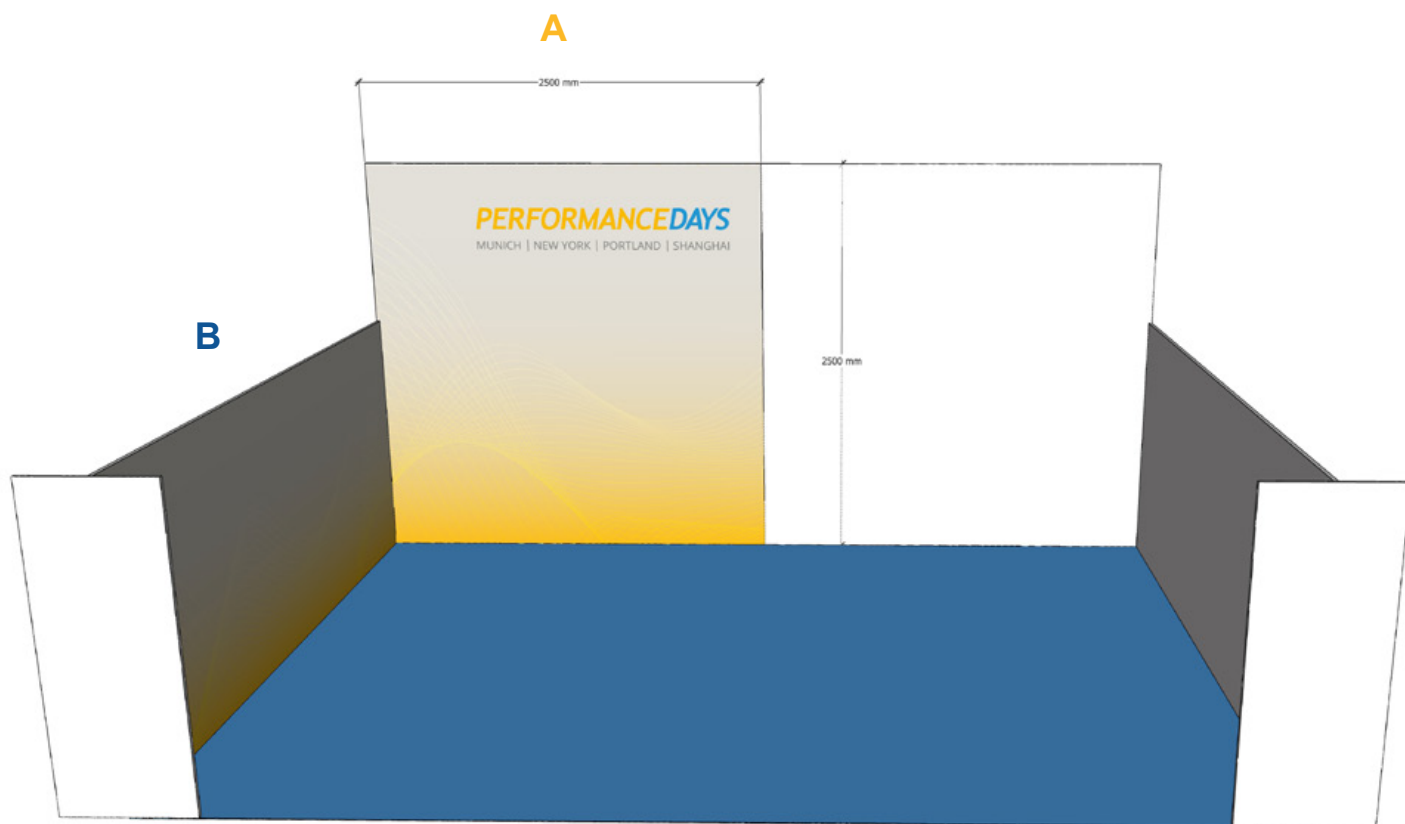 A
2500 mm
PERFORMANCEDAYS
MUNICH | NEW YORK | PORTLAND | SHANGHAI
B
2500 mm